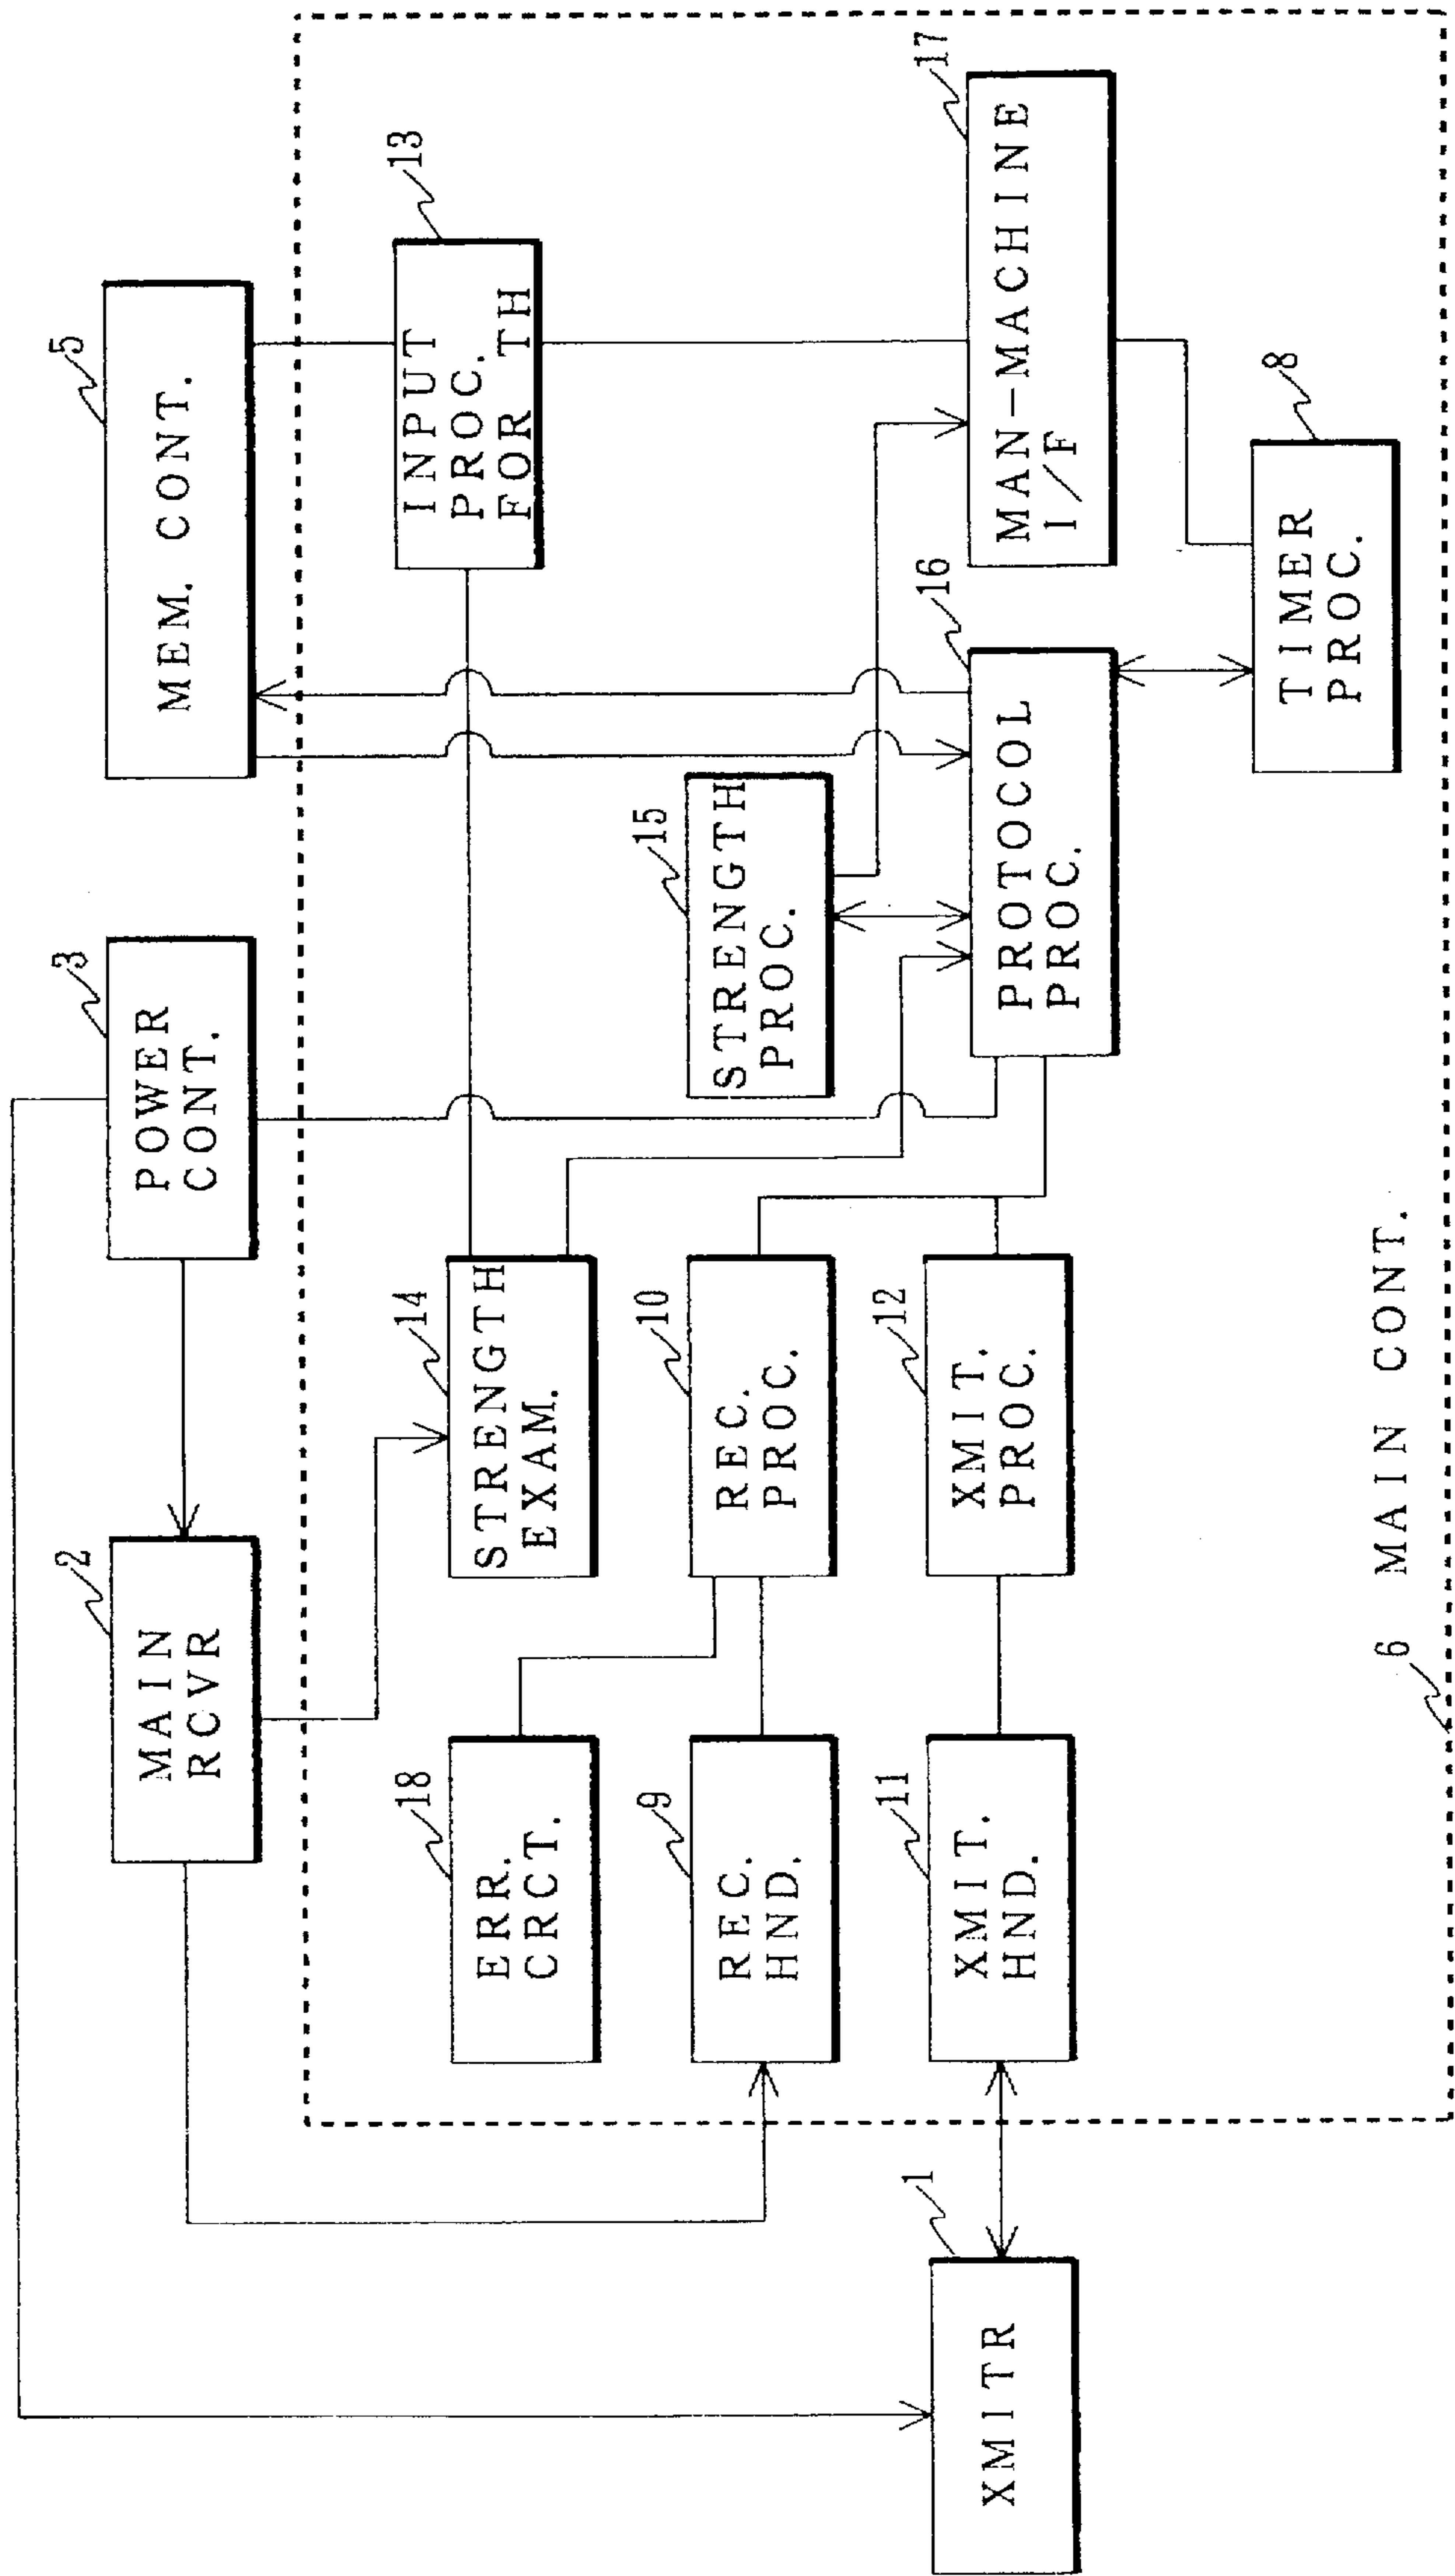 5
MEM. CONT.
3
POWER
CONT.
2
MAIN
RCVR
13
INPUT
PROC.
FOR TH
14
STRENGTH
EXAM.
18
ERR.
CRCT.
15
STRENGTH
PROC.
10
REC.
PROC.
9
REC.
HND.
17
MAN-MACHINE
I/F
16
PROTOCOL
PROC.
12
XMIT.
PROC.
11
XMIT.
HND.
1
XMITR
8
TIMER
PROC.
6 MAIN CONT.